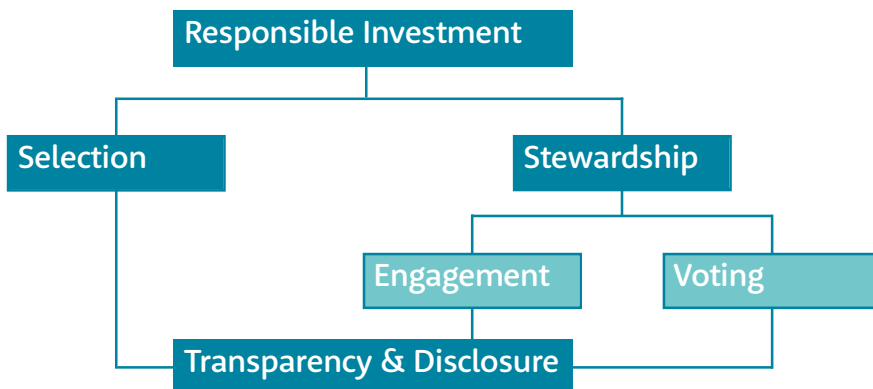 Responsible Investment
Selection
Stewardship
Engagement
Voting
Transparency & Disclosure